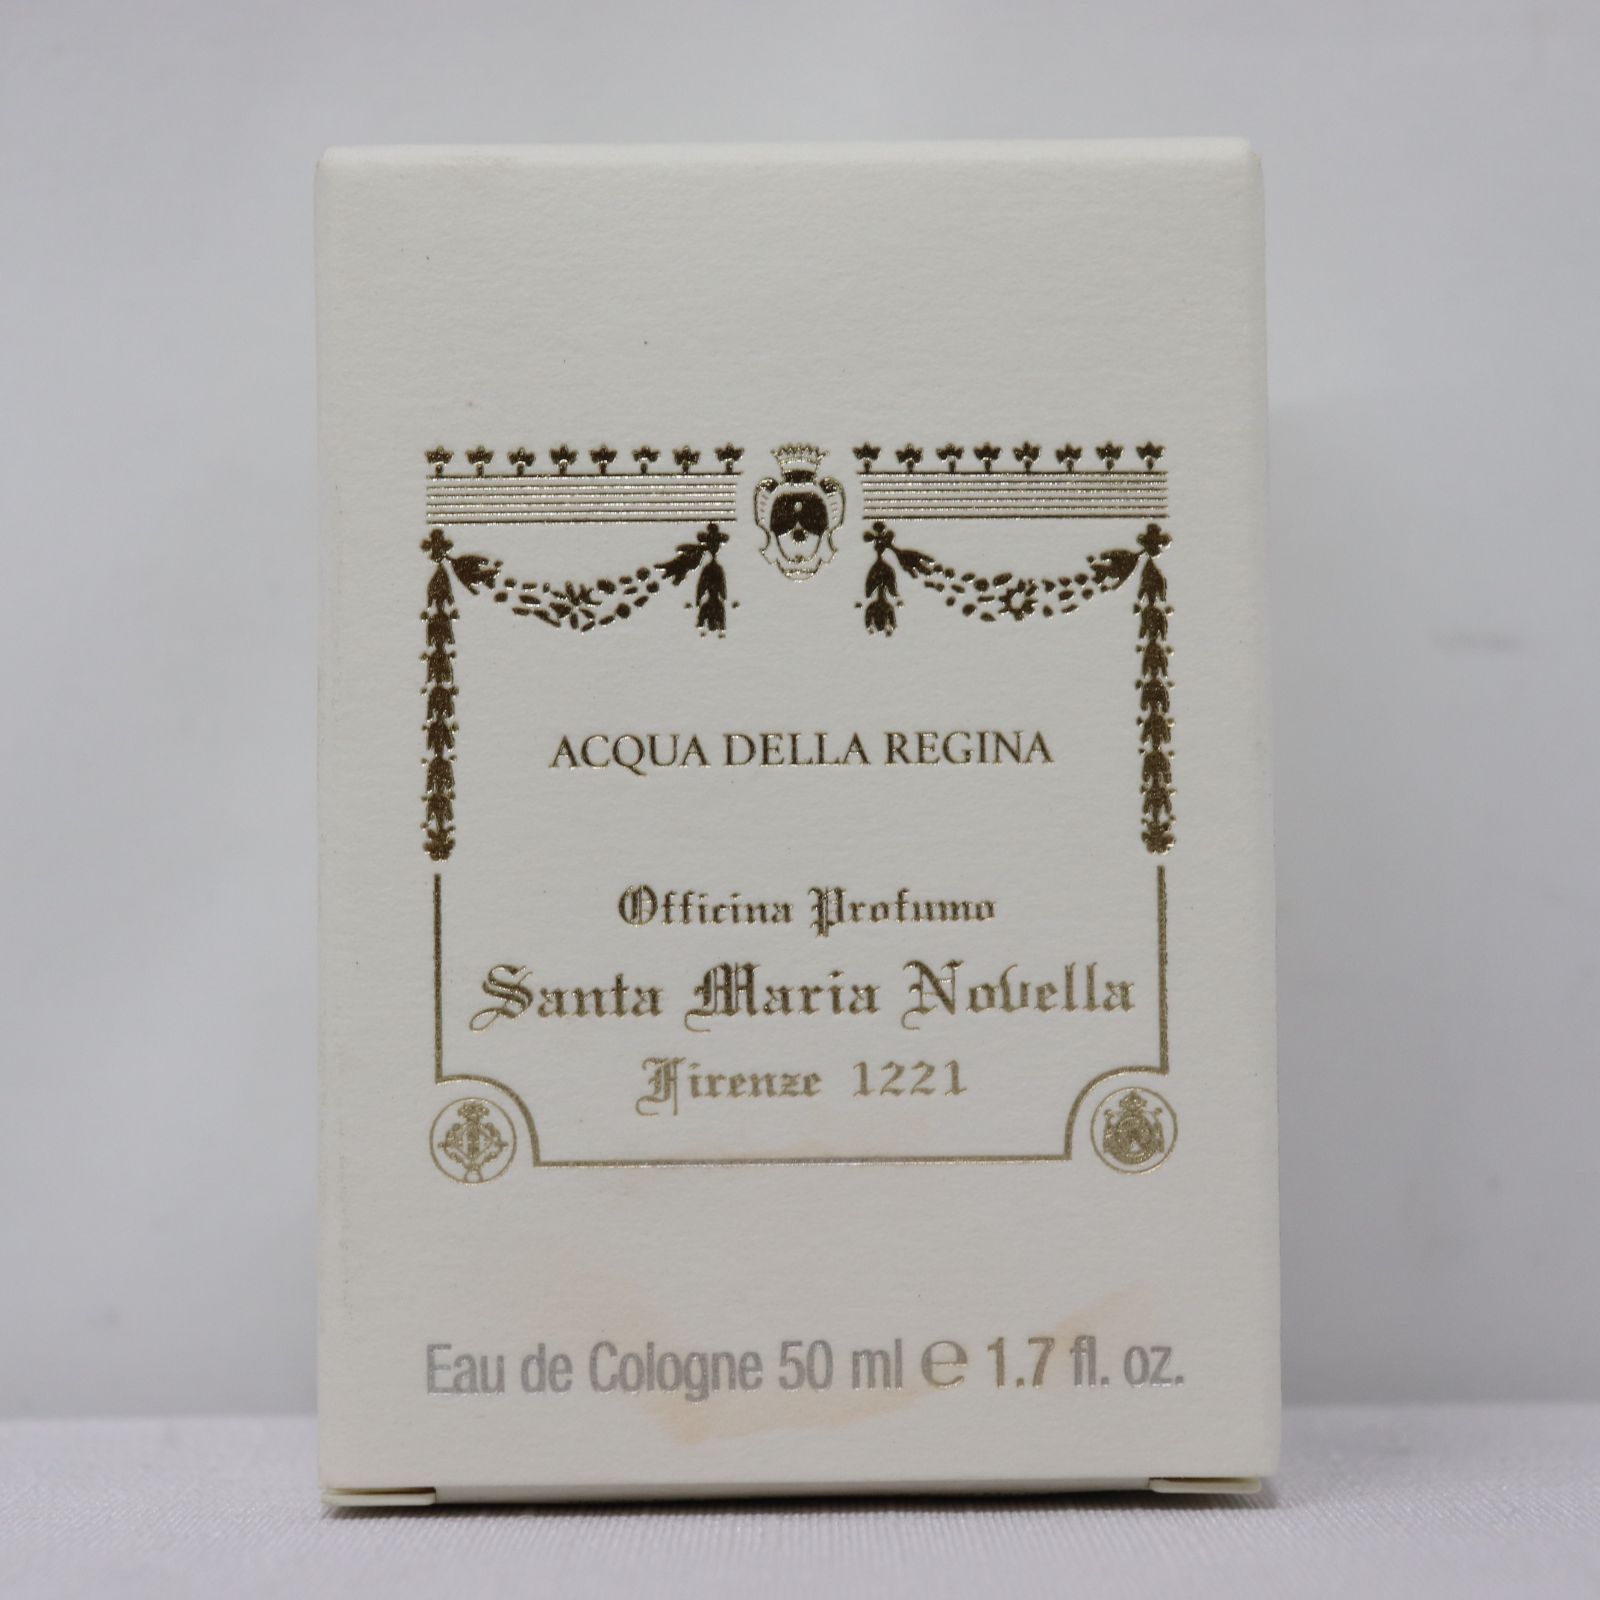 ACQUA DELLA REGINA
Officina Profumo
Santa Maria Novella
Firenze 1221
Eau de Cologne 50 ml ℮ 1.7 fl. oz.